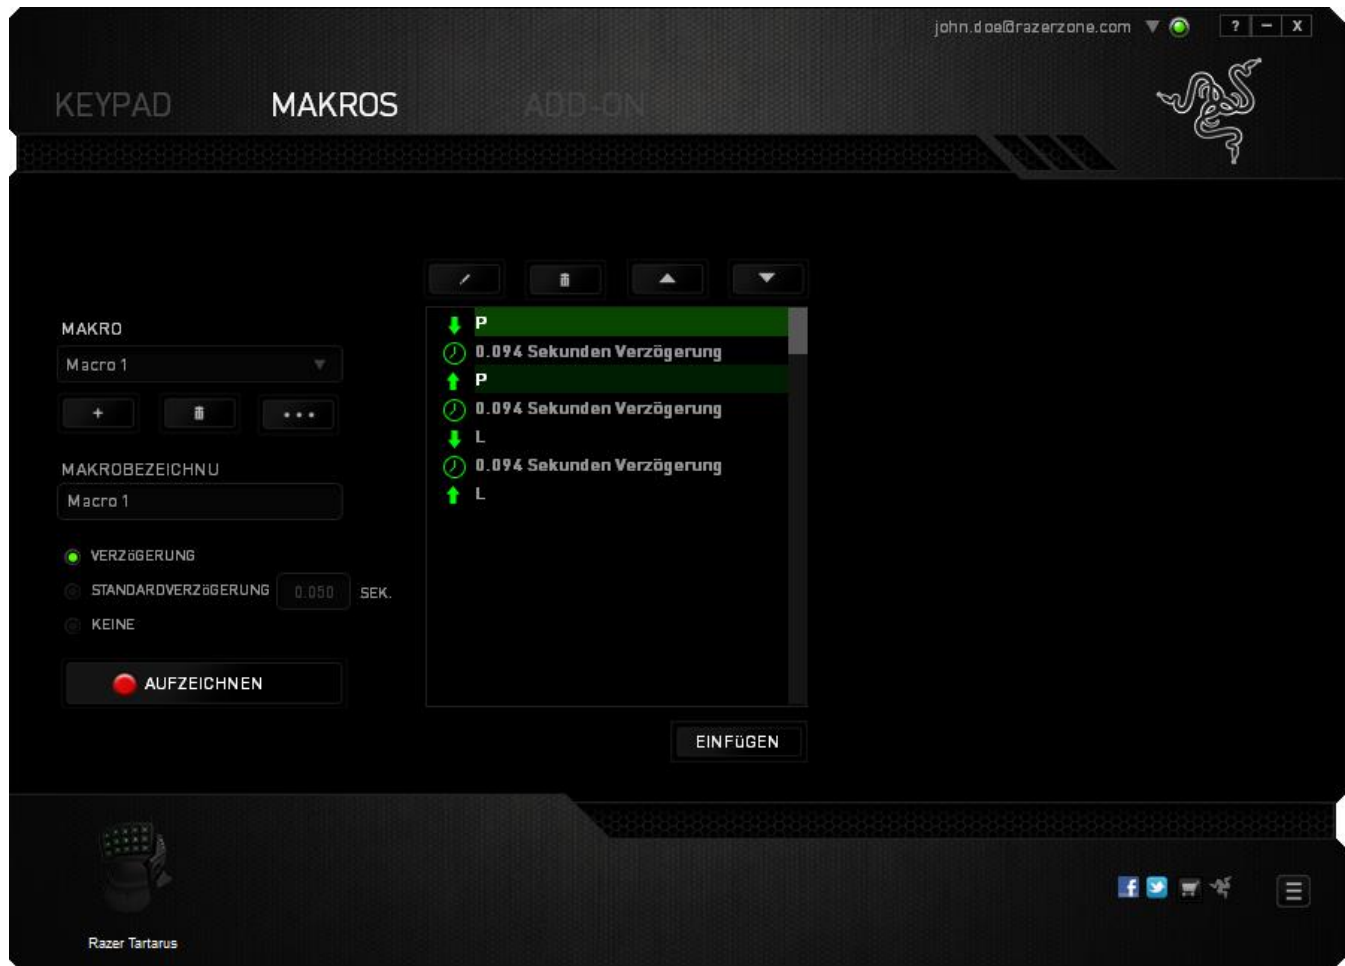 john.doe@razerzone.com
? – X
KEYPAD MAKROS ADD-ON
MAKRO
Macro 1
+
MAKROBEZEICHNU
Macro 1
VERZöGERUNG
STANDARDVERZöGERUNG 0.050 SEK.
KEINE
AUFZEICHNEN
P
0.094 Sekunden Verzögerung
P
0.094 Sekunden Verzögerung
L
0.094 Sekunden Verzögerung
L
EINFüGEN
Razer Tartarus